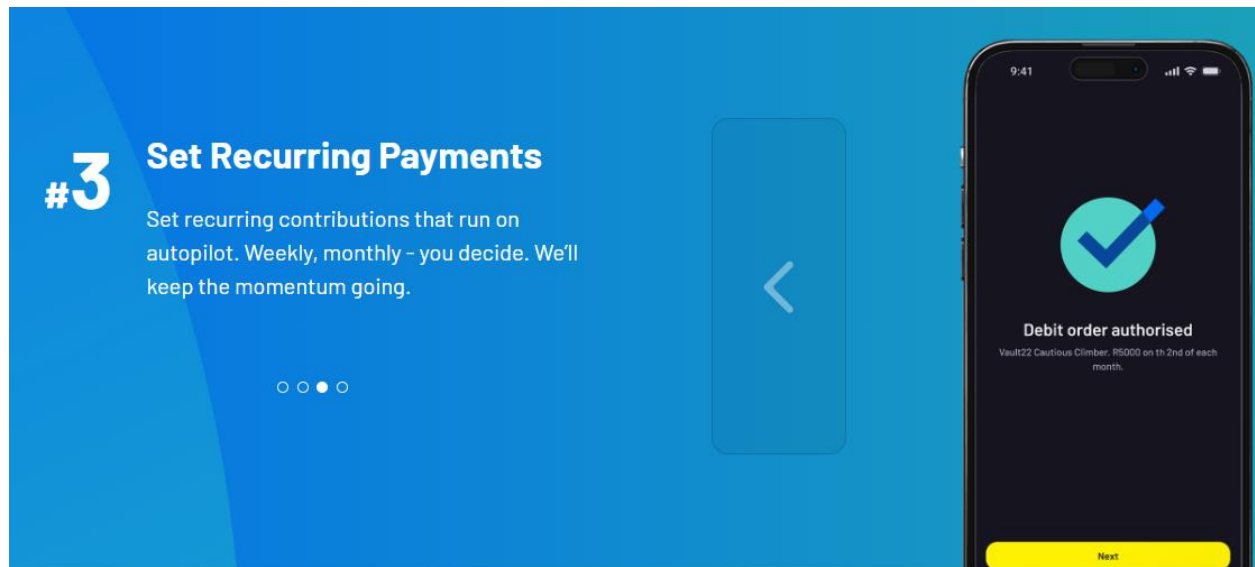 #3
Set Recurring Payments
Set recurring contributions that run on
autopilot. Weekly, monthly - you decide. We'll
keep the momentum going.
9:41
Debit order authorised
Vault22 Cautious Climber. R5000 on th 2nd of each
month.
Next